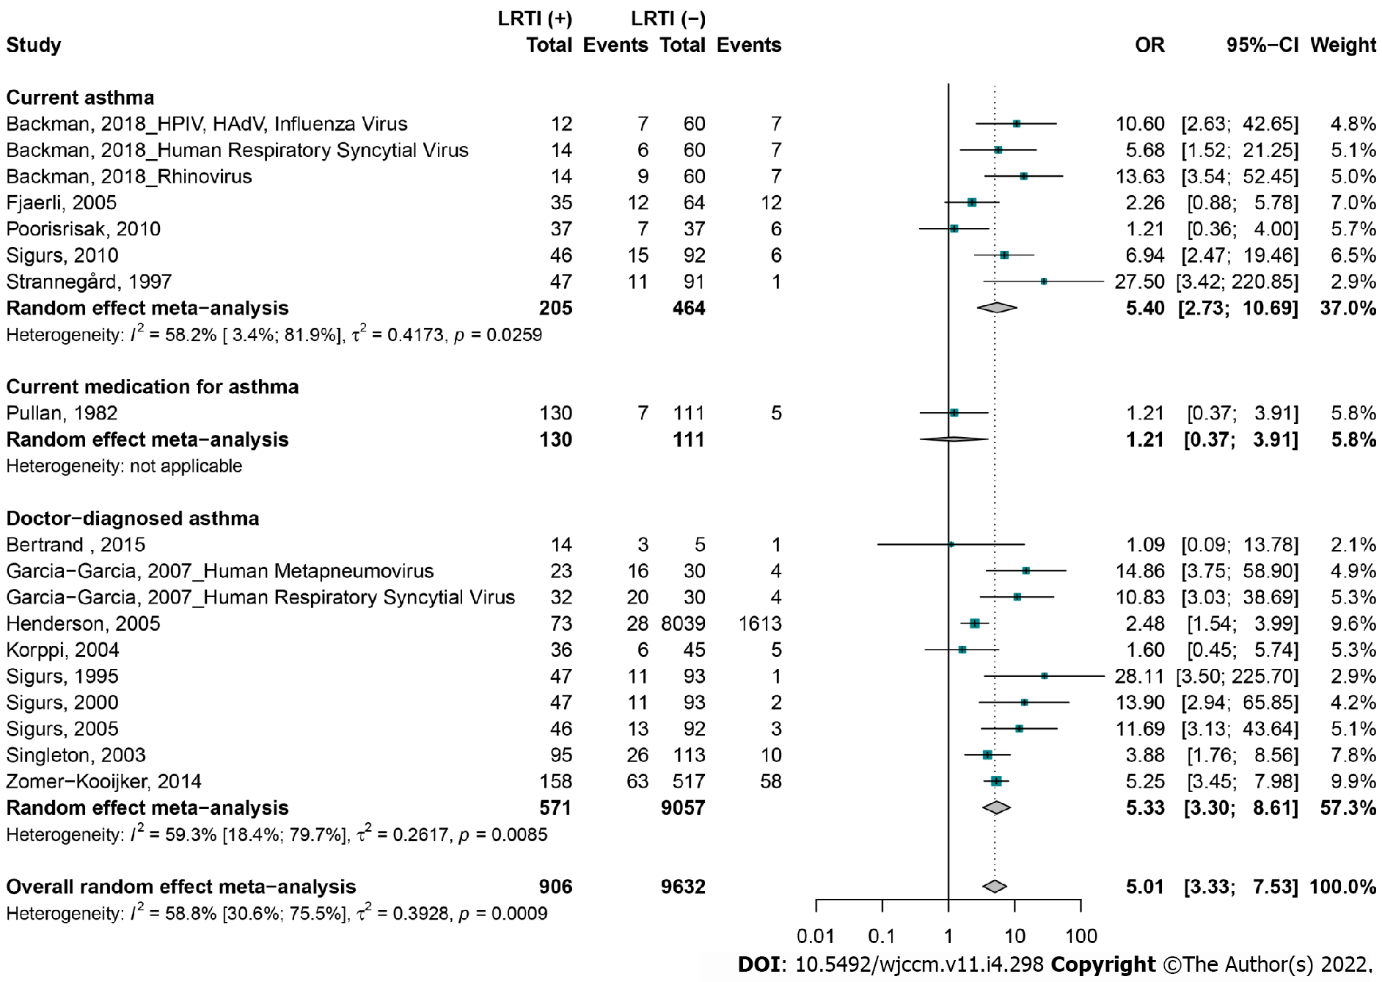 LRTI (+) LRTI (−)
Study Total Events Total Events OR 95%−CI Weight
Current asthma
Backman, 2018_HPIV, HAdV, Influenza Virus 12 7 60 7 10.60 [2.63; 42.65] 4.8%
Backman, 2018_Human Respiratory Syncytial Virus 14 6 60 7 5.68 [1.52; 21.25] 5.1%
Backman, 2018_Rhinovirus 14 9 60 7 13.63 [3.54; 52.45] 5.0%
Fjaerli, 2005 35 12 64 12 2.26 [0.88; 5.78] 7.0%
Poorisrisak, 2010 37 7 37 6 1.21 [0.36; 4.00] 5.7%
Sigurs, 2010 46 15 92 6 6.94 [2.47; 19.46] 6.5%
Strannegård, 1997 47 11 91 1 27.50 [3.42; 220.85] 2.9%
Random effect meta−analysis 205 464 5.40 [2.73; 10.69] 37.0%
Heterogeneity: I² = 58.2% [ 3.4%; 81.9%], τ² = 0.4173, p = 0.0259
Current medication for asthma
Pullan, 1982 130 7 111 5 1.21 [0.37; 3.91] 5.8%
Random effect meta−analysis 130 111 1.21 [0.37; 3.91] 5.8%
Heterogeneity: not applicable
Doctor−diagnosed asthma
Bertrand , 2015 14 3 5 1 1.09 [0.09; 13.78] 2.1%
Garcia−Garcia, 2007_Human Metapneumovirus 23 16 30 4 14.86 [3.75; 58.90] 4.9%
Garcia−Garcia, 2007_Human Respiratory Syncytial Virus 32 20 30 4 10.83 [3.03; 38.69] 5.3%
Henderson, 2005 73 28 8039 1613 2.48 [1.54; 3.99] 9.6%
Korppi, 2004 36 6 45 5 1.60 [0.45; 5.74] 5.3%
Sigurs, 1995 47 11 93 1 28.11 [3.50; 225.70] 2.9%
Sigurs, 2000 47 11 93 2 13.90 [2.94; 65.85] 4.2%
Sigurs, 2005 46 13 92 3 11.69 [3.13; 43.64] 5.1%
Singleton, 2003 95 26 113 10 3.88 [1.76; 8.56] 7.8%
Zomer−Kooijker, 2014 158 63 517 58 5.25 [3.45; 7.98] 9.9%
Random effect meta−analysis 571 9057 5.33 [3.30; 8.61] 57.3%
Heterogeneity: I² = 59.3% [18.4%; 79.7%], τ² = 0.2617, p = 0.0085
Overall random effect meta−analysis 906 9632 5.01 [3.33; 7.53] 100.0%
Heterogeneity: I² = 58.8% [30.6%; 75.5%], τ² = 0.3928, p = 0.0009
0.01 0.1 1 10 100
DOI: 10.5492/wjccm.v11.i4.298 Copyright ©The Author(s) 2022.